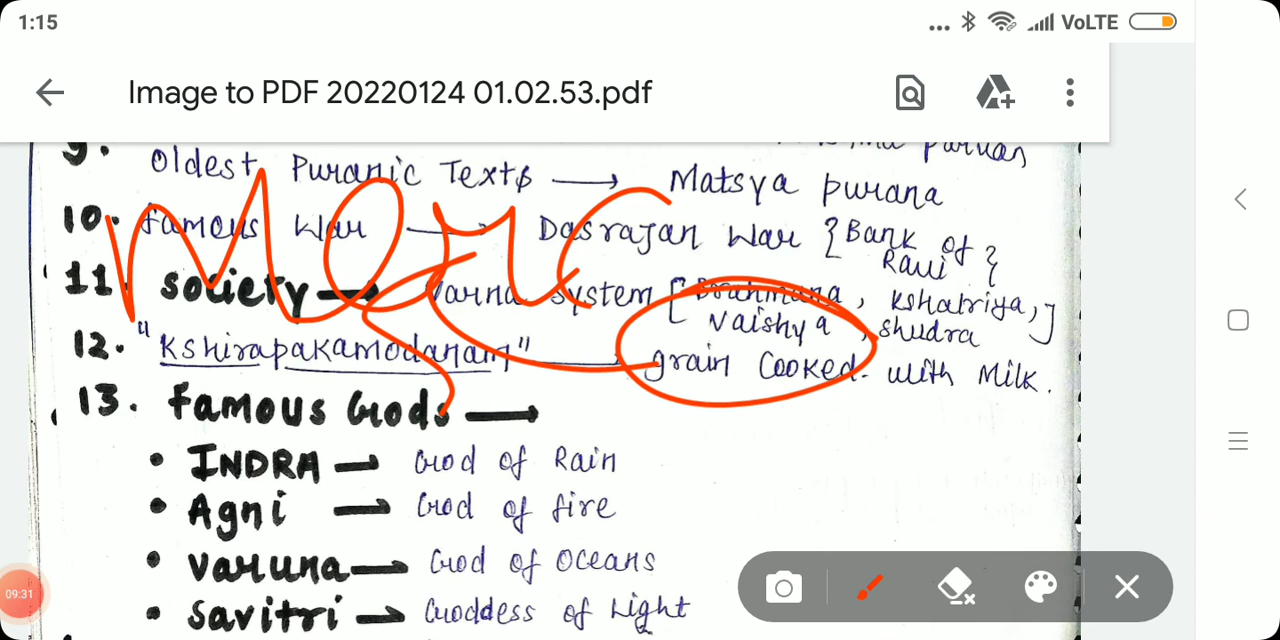 1:15
... VoLTE
Image to PDF 20220124 01.02.53.pdf
9. Oldest Puranic Texts → Matsya purana
10. famous War → Dasrajan War {Bank of
Ravi {
11. society → Varna System [Brahmana, Kshatriya,]
Vaishya, shudra
12. "Kshirapakamodanam" → grain Cooked with Milk.
13. Famous Gods →
• INDRA → God of Rain
• Agni → God of fire
• Varuna → God of Oceans
• Savitri → Goddess of Light
09:31